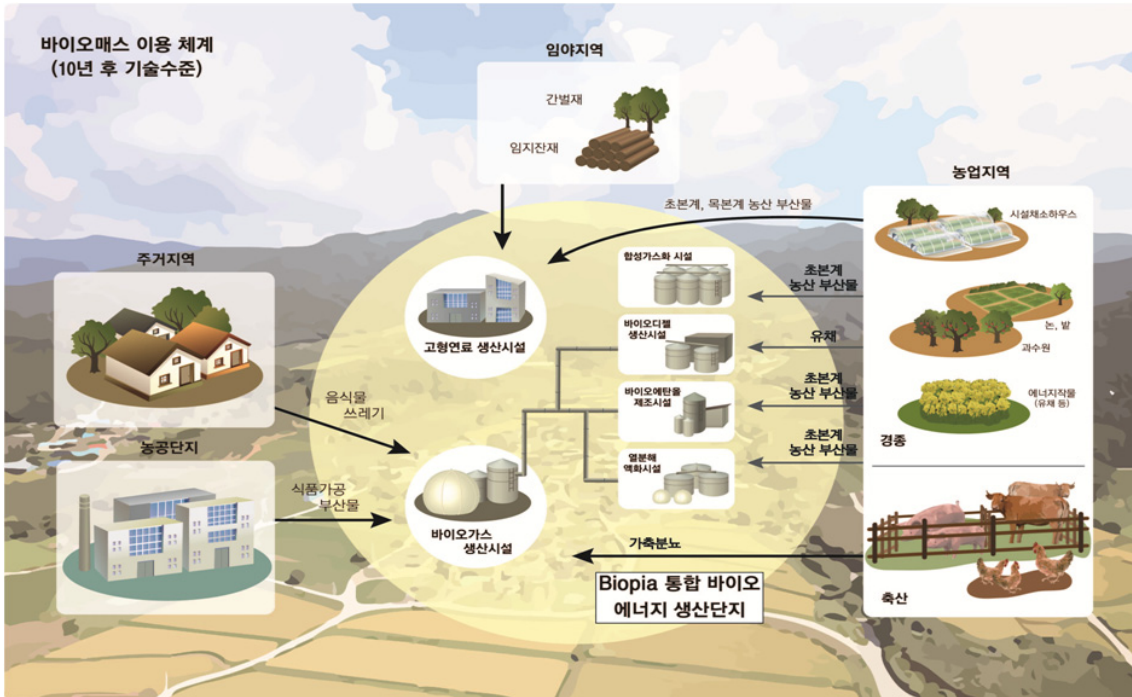 바이오매스 이용 체계
(10년 후 기술수준)
임야지역
간벌재
임지잔재
농업지역
초본계, 목본계 농산 부산물
시설채소하우스
주거지역
합성가스화 시설
초본계
농산 부산물
고형연료 생산시설
바이오디젤
생산시설
유채
논, 밭
과수원
음식물
쓰레기
바이오에탄올
제조시설
초본계
농산 부산물
에너지작물
(유채 등)
경종
농공단지
열분해
액화시설
초본계
농산 부산물
식품가공
부산물
바이오가스
생산시설
가축분뇨
Biopia 통합 바이오
에너지 생산단지
축산